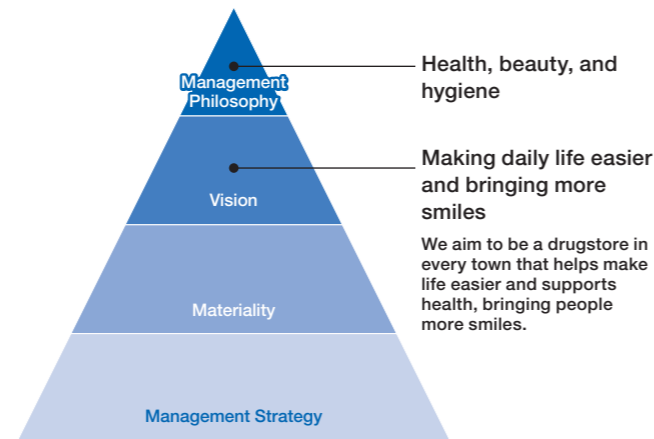 Management
Philosophy
Health, beauty, and
hygiene
Vision
Making daily life easier
and bringing more
smiles
We aim to be a drugstore in
every town that helps make
life easier and supports
health, bringing people
more smiles.
Materiality
Management Strategy